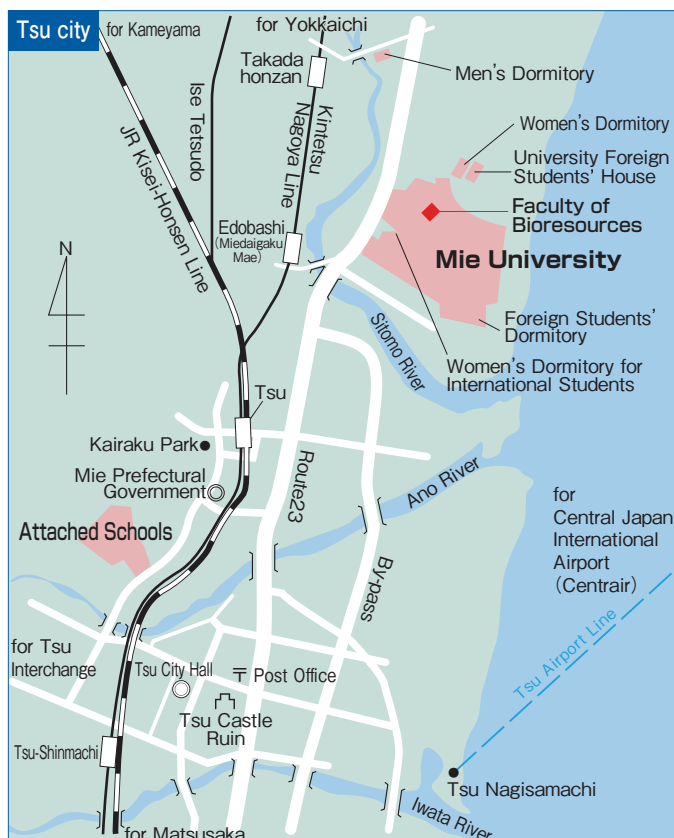 Tsu city
for Kameyama
for Yokkaichi
Takada
honzan
Men's Dormitory
Ise Tetsudo
Kintetsu
Nagoya Line
JR Kisei-Honsen Line
Women's Dormitory
University Foreign
Students' House
Faculty of
Bioresources
Edobashi
(Miedaigaku
Mae)
Mie University
N
Sitomo River
Foreign Students'
Dormitory
Women's Dormitory for
International Students
Tsu
Kairaku Park
Mie Prefectural
Government
Route23
Ano River
Attached Schools
By-pass
for
Central Japan
International
Airport
(Centrair)
for Tsu
Interchange
Tsu City Hall
〒 Post Office
Tsu Castle
Ruin
Tsu Airport Line
Tsu-Shinmachi
Tsu Nagisamachi
Iwata River
for Matsusaka